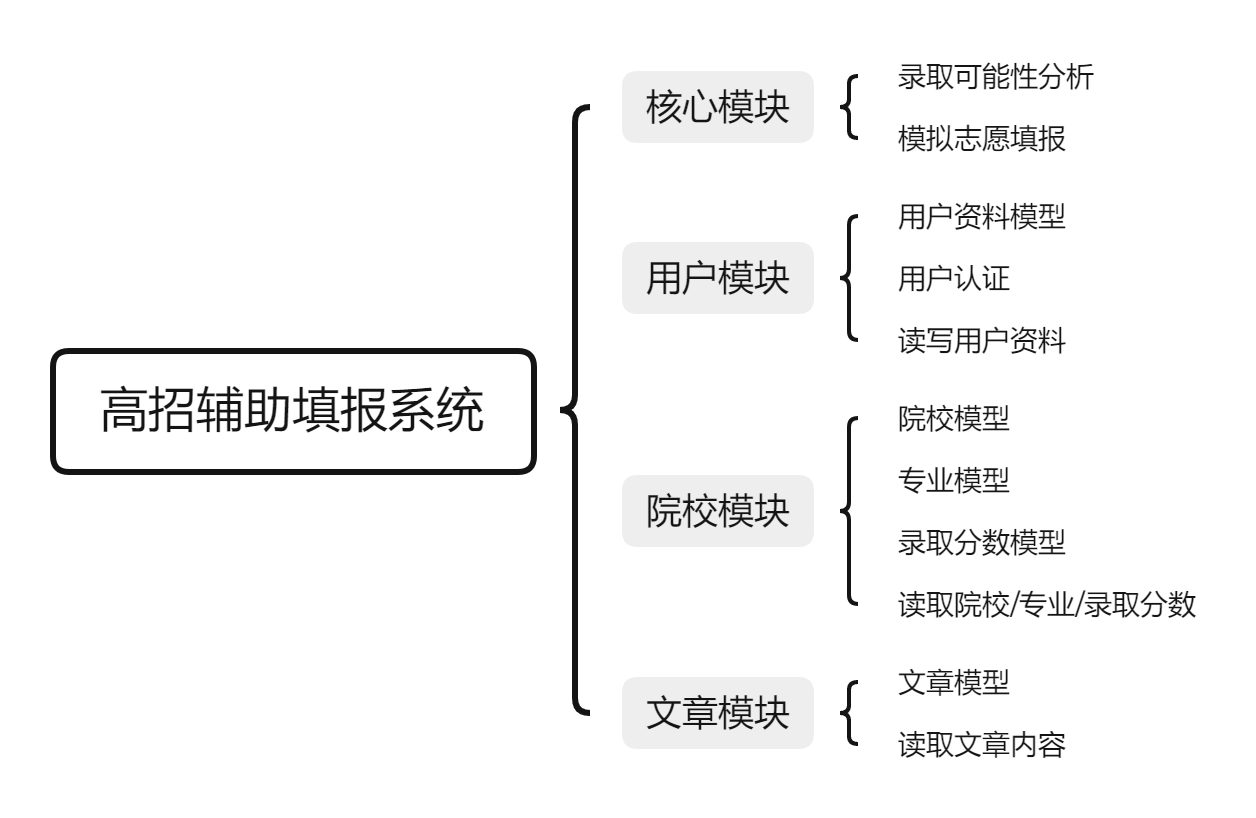 高招辅助填报系统
核心模块
录取可能性分析
模拟志愿填报
用户模块
用户资料模型
用户认证
读写用户资料
院校模块
院校模型
专业模型
录取分数模型
读取院校/专业/录取分数
文章模块
文章模型
读取文章内容